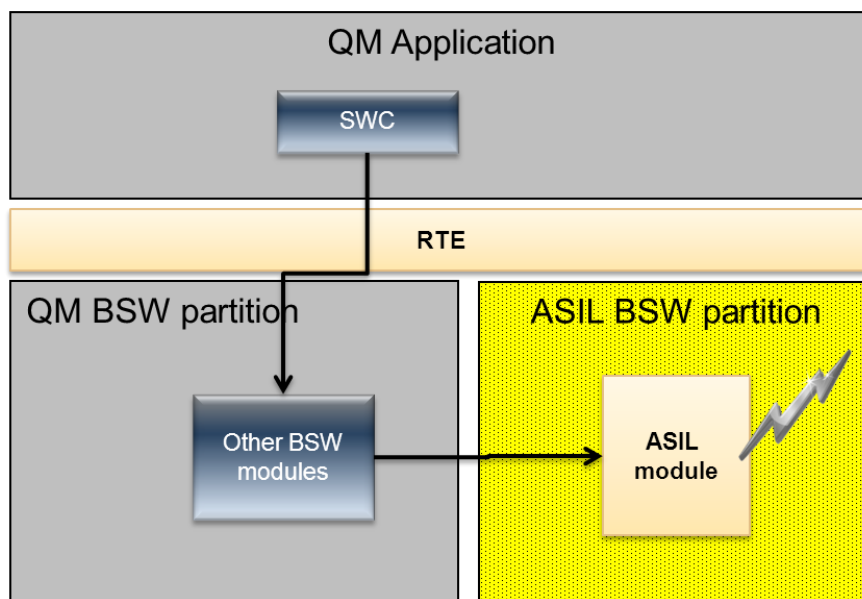 QM Application
SWC
RTE
QM BSW partition
ASIL BSW partition
Other BSW
modules
ASIL
module